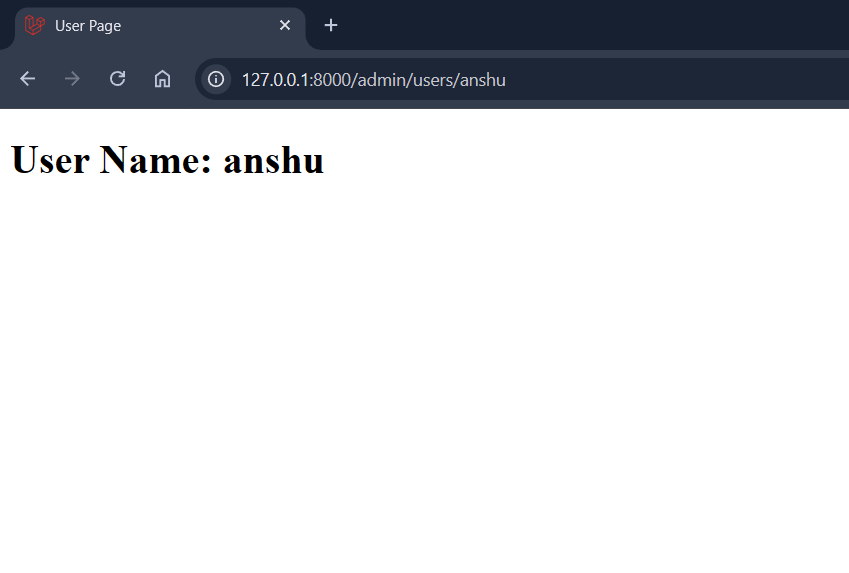 User Page
127.0.0.1:8000/admin/users/anshu
User Name: anshu